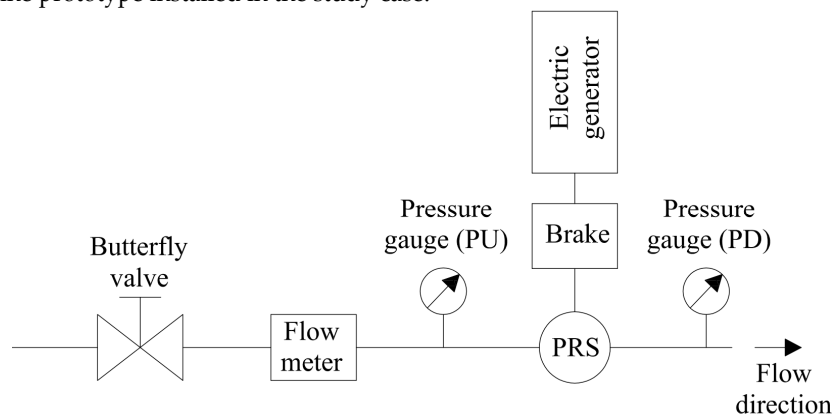 the prototype installed in the study case.
Electric
generator
Pressure
gauge (PU)
Brake
Pressure
gauge (PD)
Butterfly
valve
Flow
meter
PRS
Flow
direction